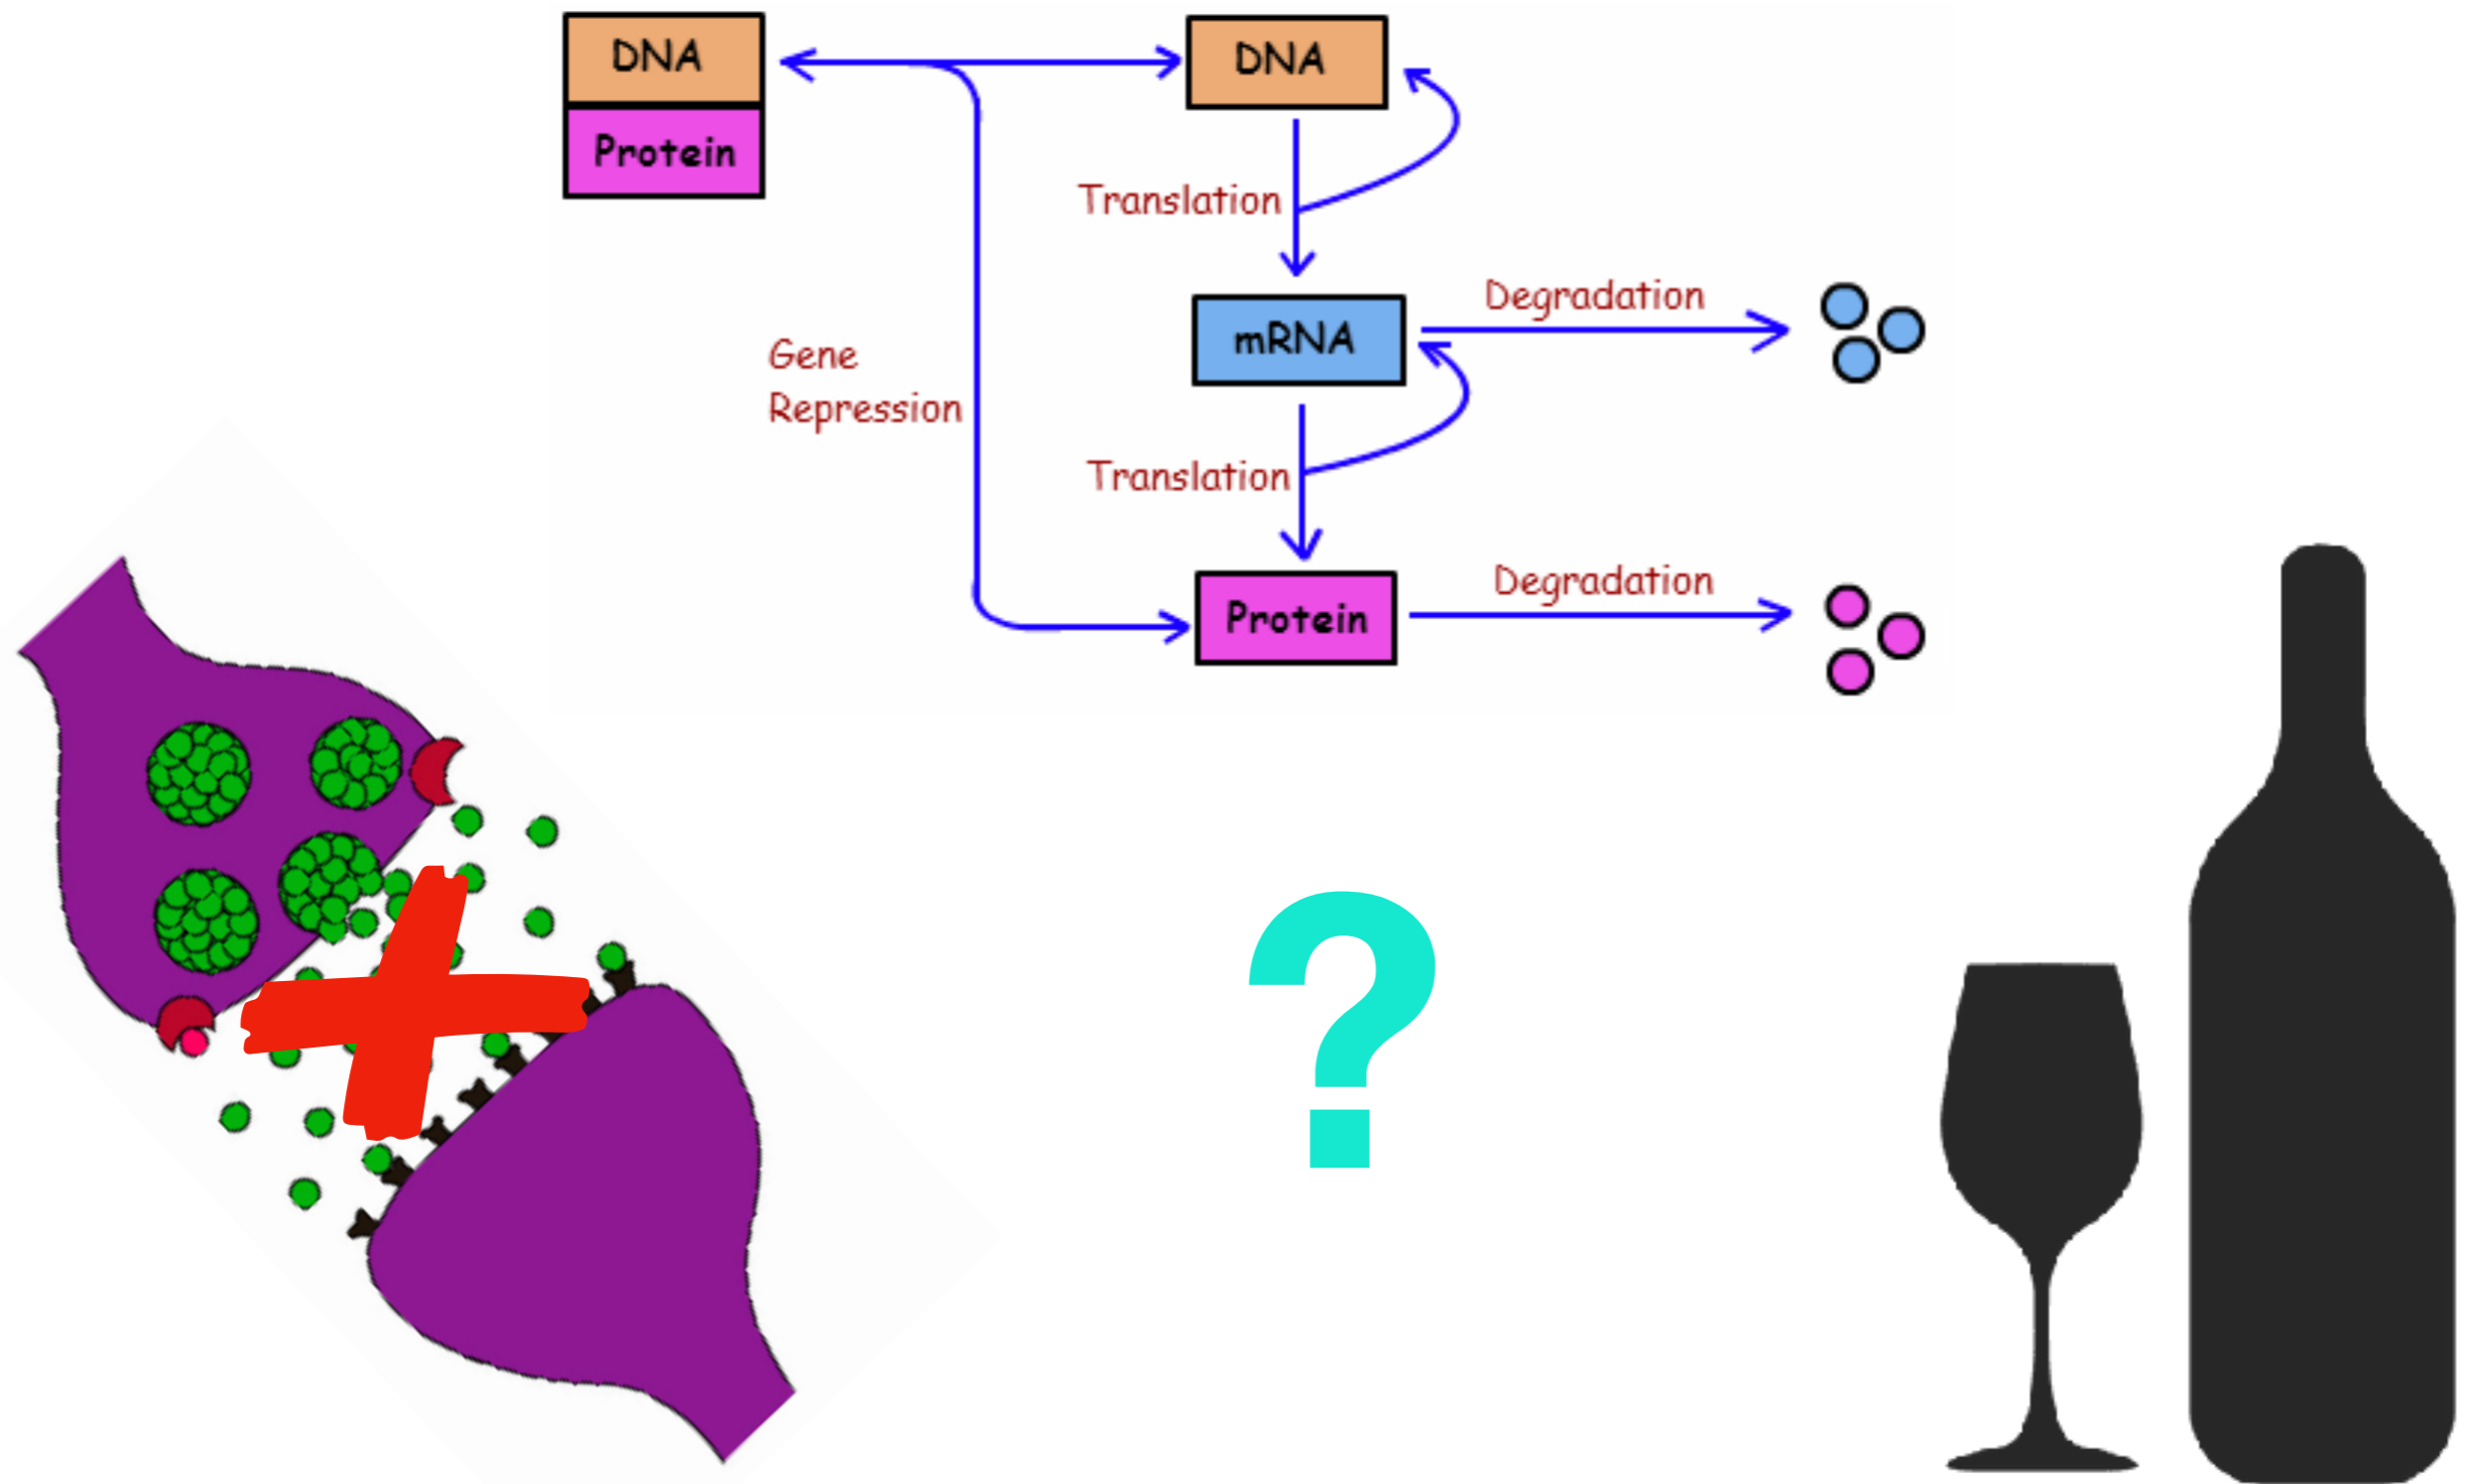 DNA
Protein
DNA
Translation
mRNA
Degradation
Gene
Repression
Translation
Protein
Degradation
?